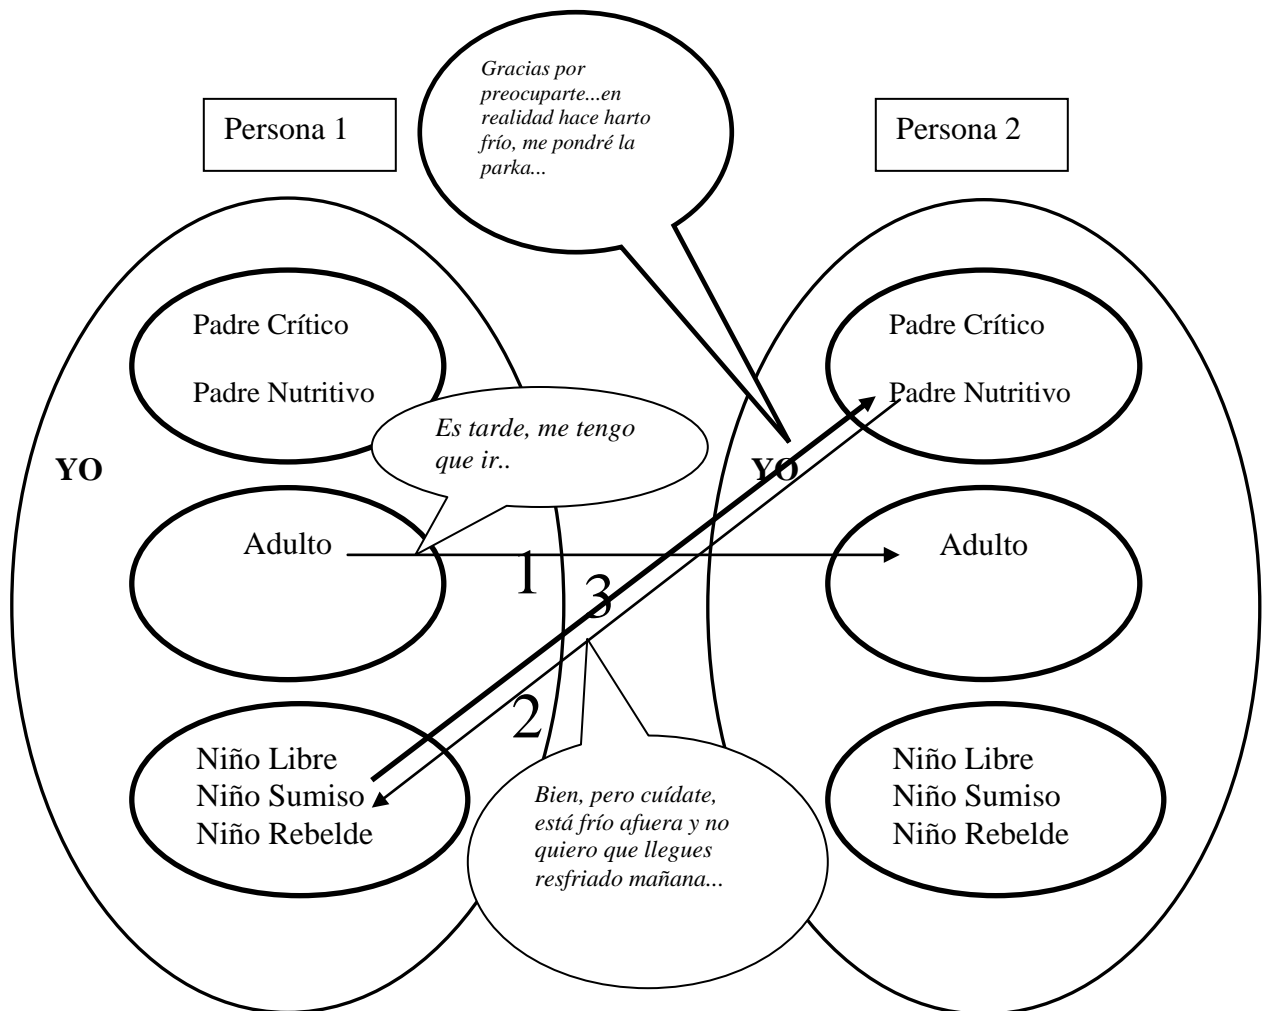 Gracias por
preocuparte...en
realidad hace harto
frío, me pondré la
parka...
Persona 1
Persona 2
Padre Crítico
Padre Nutritivo
Padre Crítico
Padre Nutritivo
Es tarde, me tengo
que ir..
YO
YO
Adulto
Adulto
1
3
2
Niño Libre
Niño Sumiso
Niño Rebelde
Bien, pero cuídate,
está frío afuera y no
quiero que llegues
resfriado mañana...
Niño Libre
Niño Sumiso
Niño Rebelde